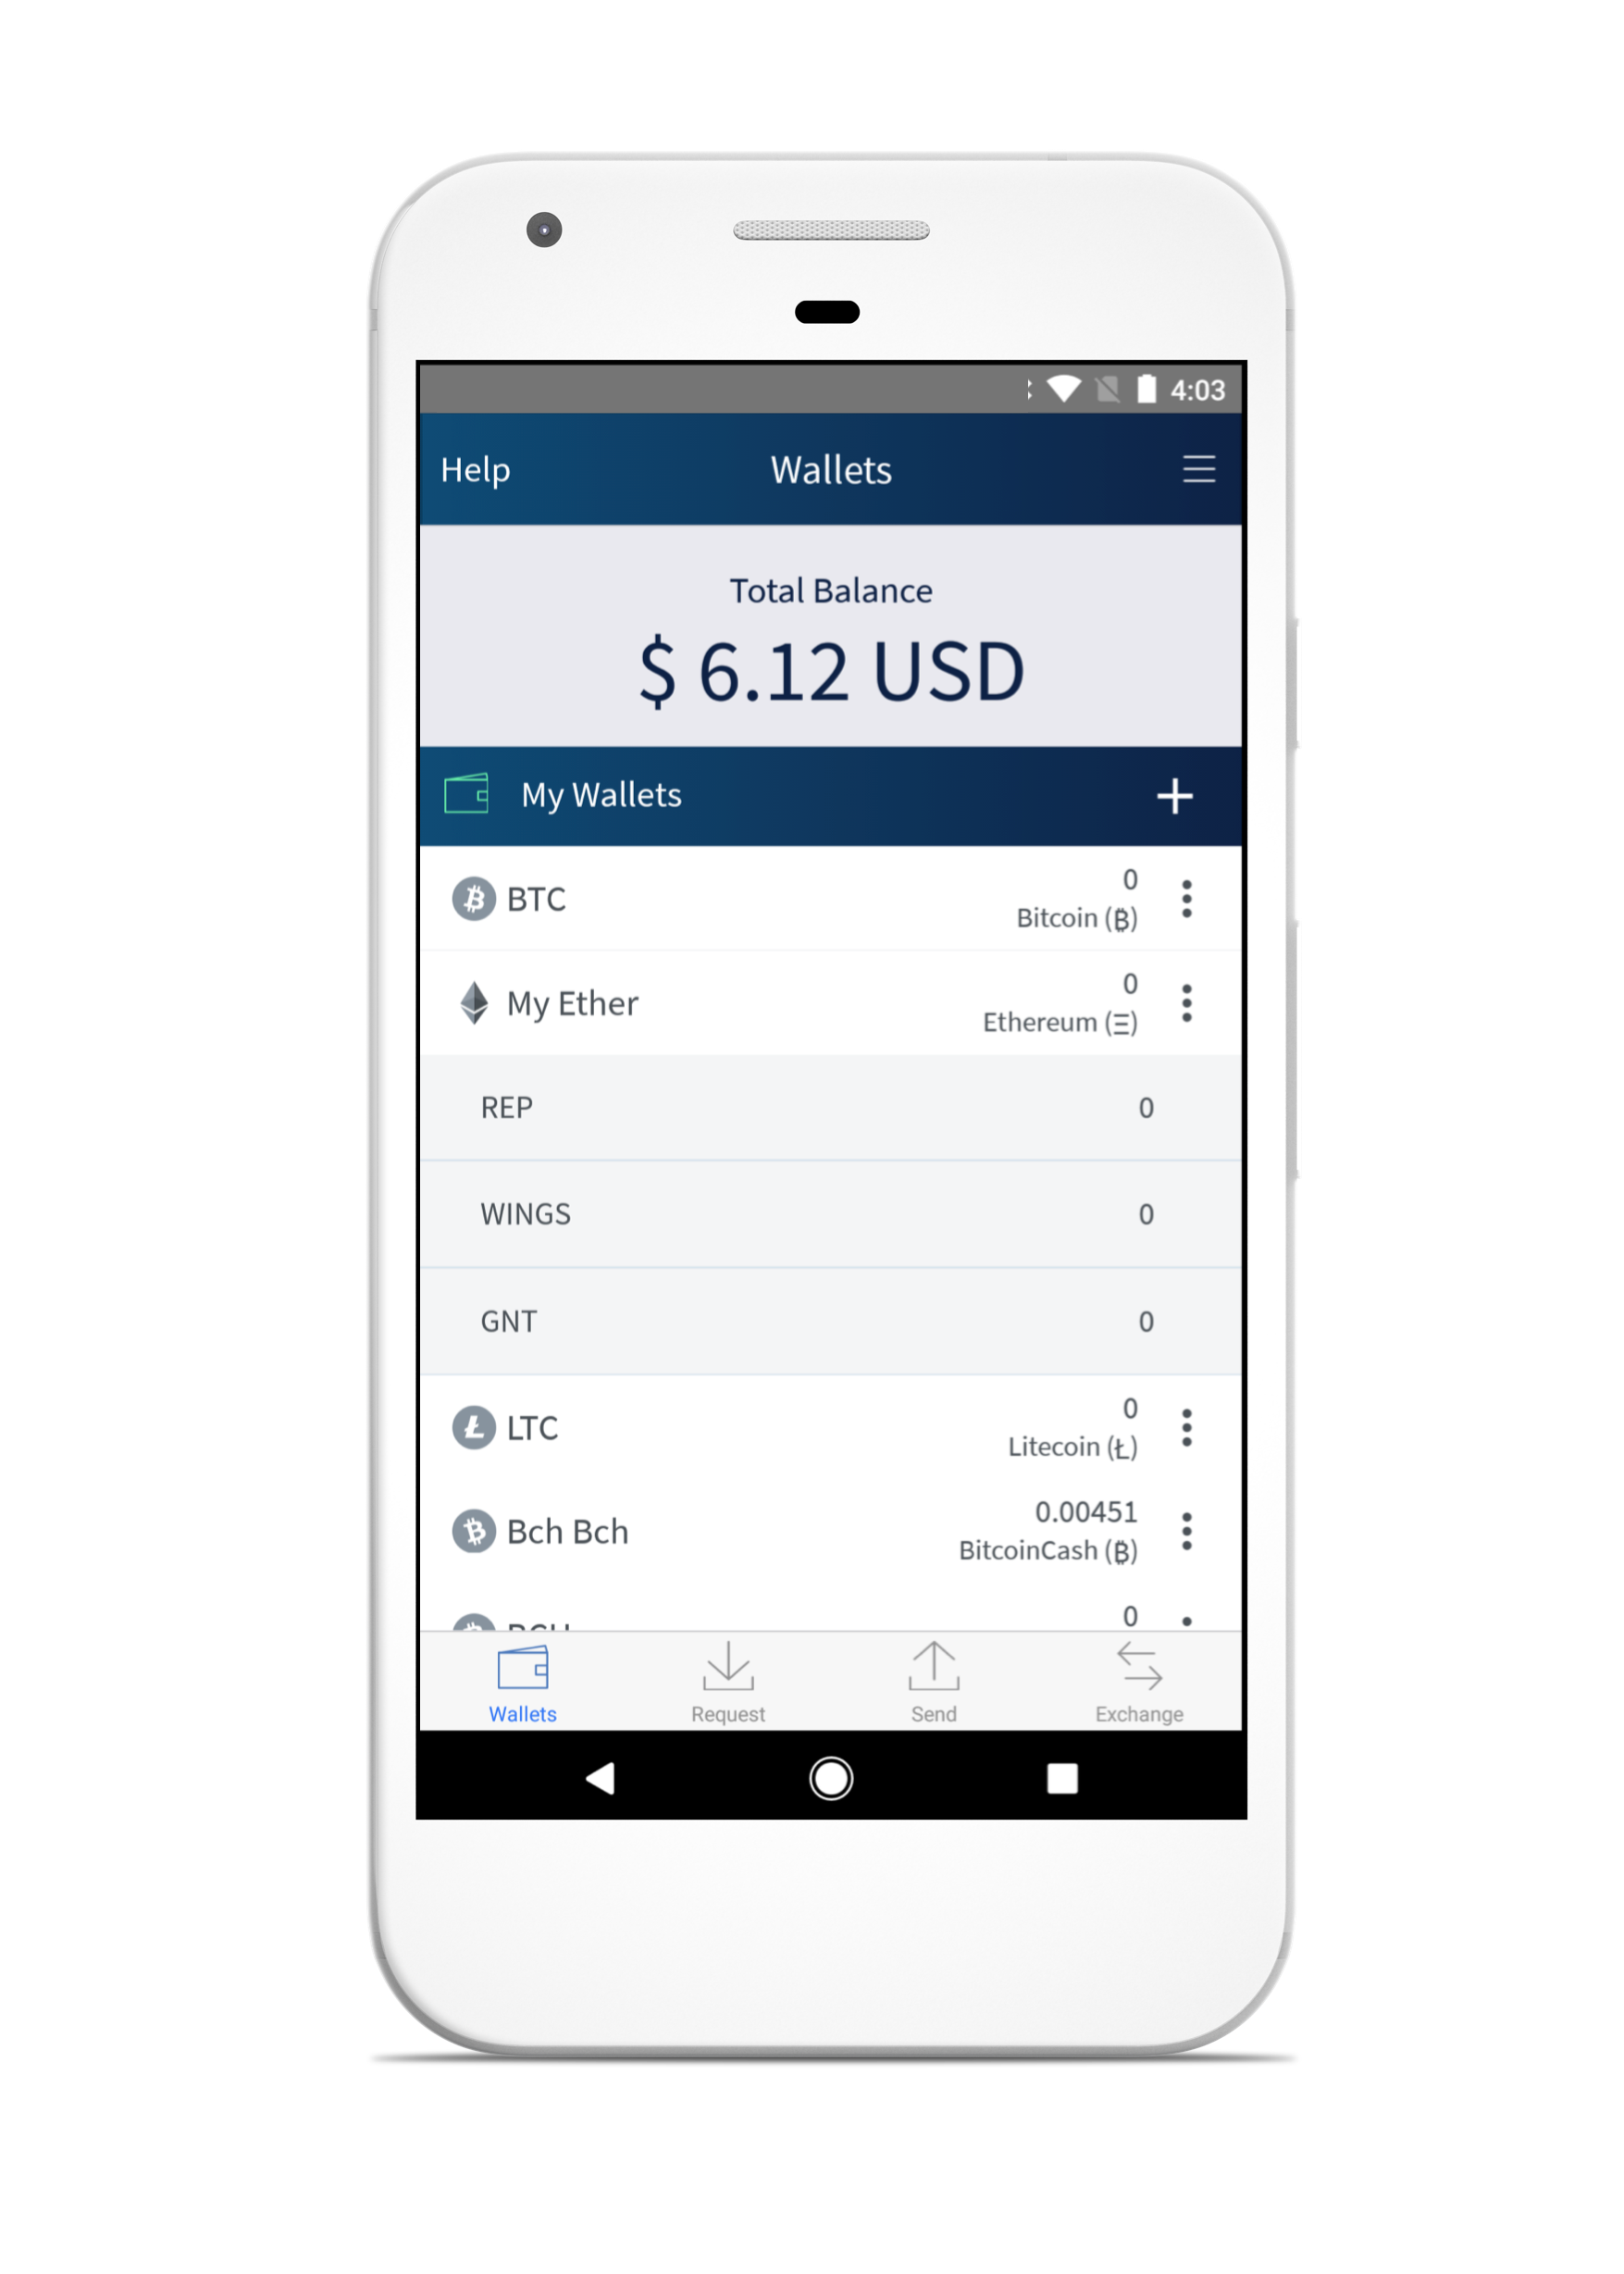 4:03
Help Wallets
Total Balance
$ 6.12 USD
My Wallets +
BTC 0
Bitcoin (₿)
My Ether 0
Ethereum (Ξ)
REP 0
WINGS 0
GNT 0
LTC 0
Litecoin (Ł)
Bch Bch 0.00451
BitcoinCash (₿)
0
Wallets Request Send Exchange